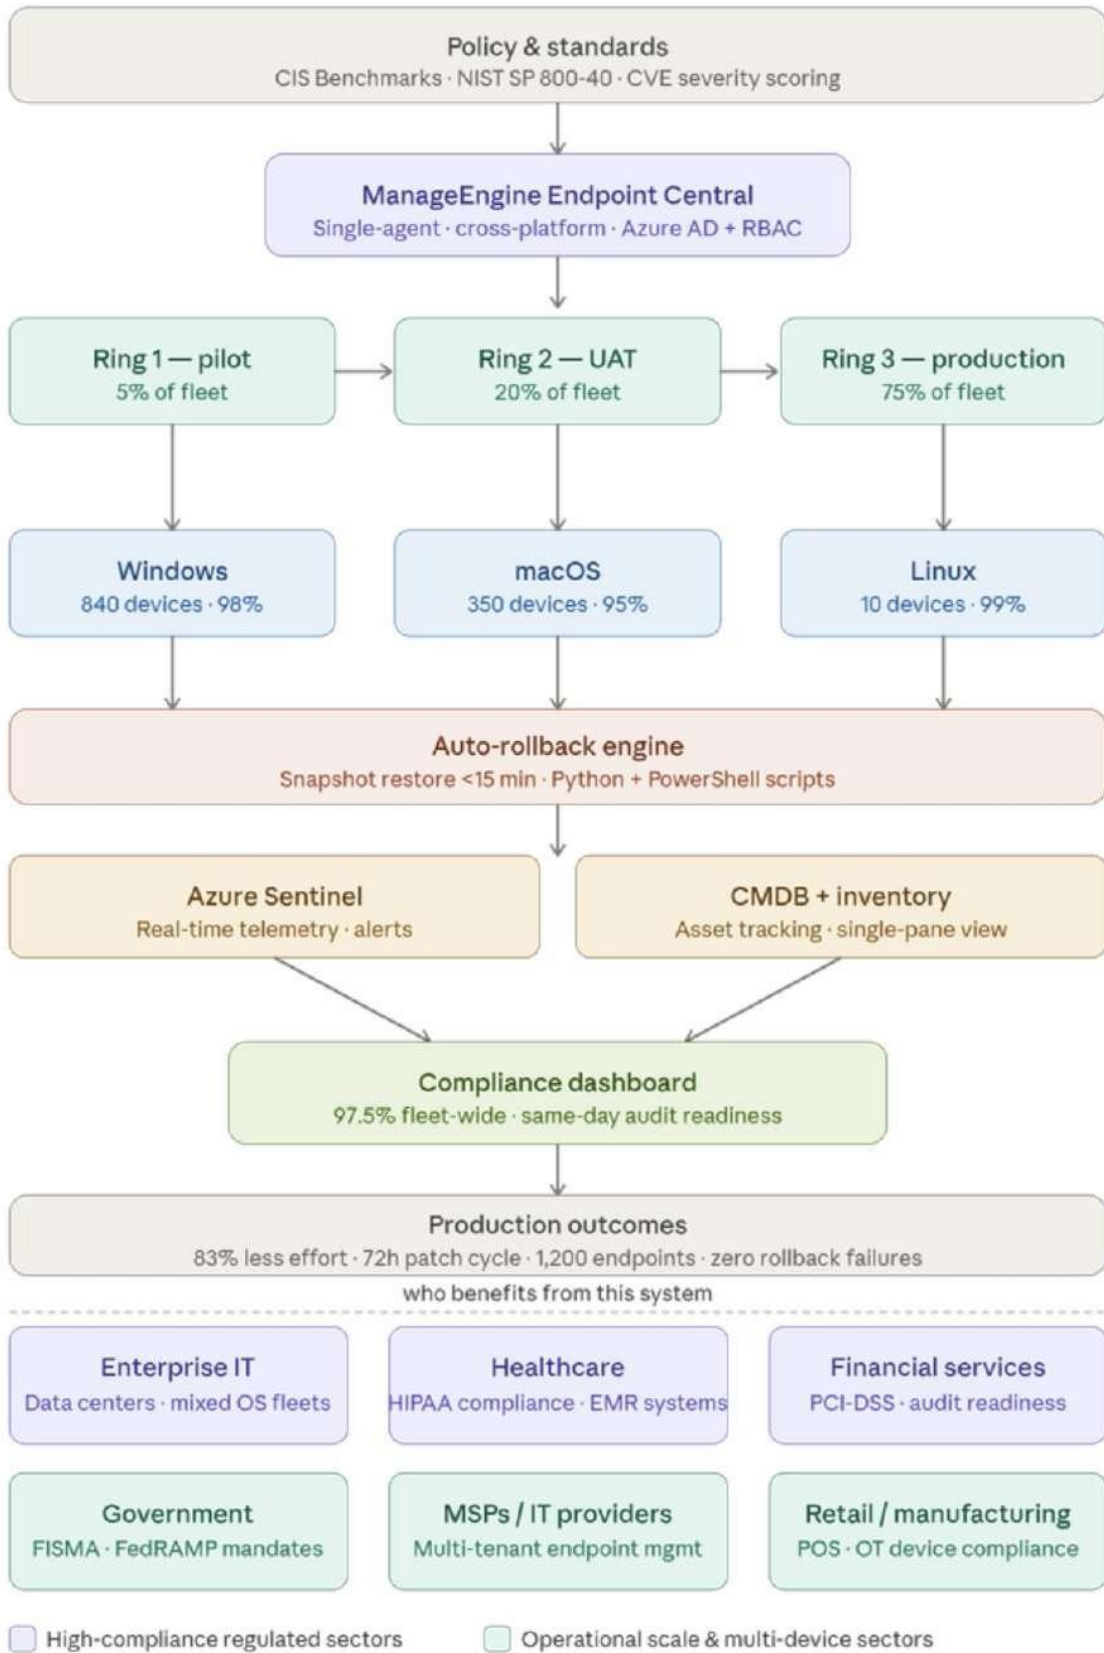 Policy & standards
CIS Benchmarks · NIST SP 800-40 · CVE severity scoring
ManageEngine Endpoint Central
Single-agent · cross-platform · Azure AD + RBAC
Ring 1 — pilot
5% of fleet
Ring 2 — UAT
20% of fleet
Ring 3 — production
75% of fleet
Windows
840 devices · 98%
macOS
350 devices · 95%
Linux
10 devices · 99%
Auto-rollback engine
Snapshot restore <15 min · Python + PowerShell scripts
Azure Sentinel
Real-time telemetry · alerts
CMDB + inventory
Asset tracking · single-pane view
Compliance dashboard
97.5% fleet-wide · same-day audit readiness
Production outcomes
83% less effort · 72h patch cycle · 1,200 endpoints · zero rollback failures
who benefits from this system
Enterprise IT
Data centers · mixed OS fleets
Healthcare
HIPAA compliance · EMR systems
Financial services
PCI-DSS · audit readiness
Government
FISMA · FedRAMP mandates
MSPs / IT providers
Multi-tenant endpoint mgmt
Retail / manufacturing
POS · OT device compliance
High-compliance regulated sectors
Operational scale & multi-device sectors